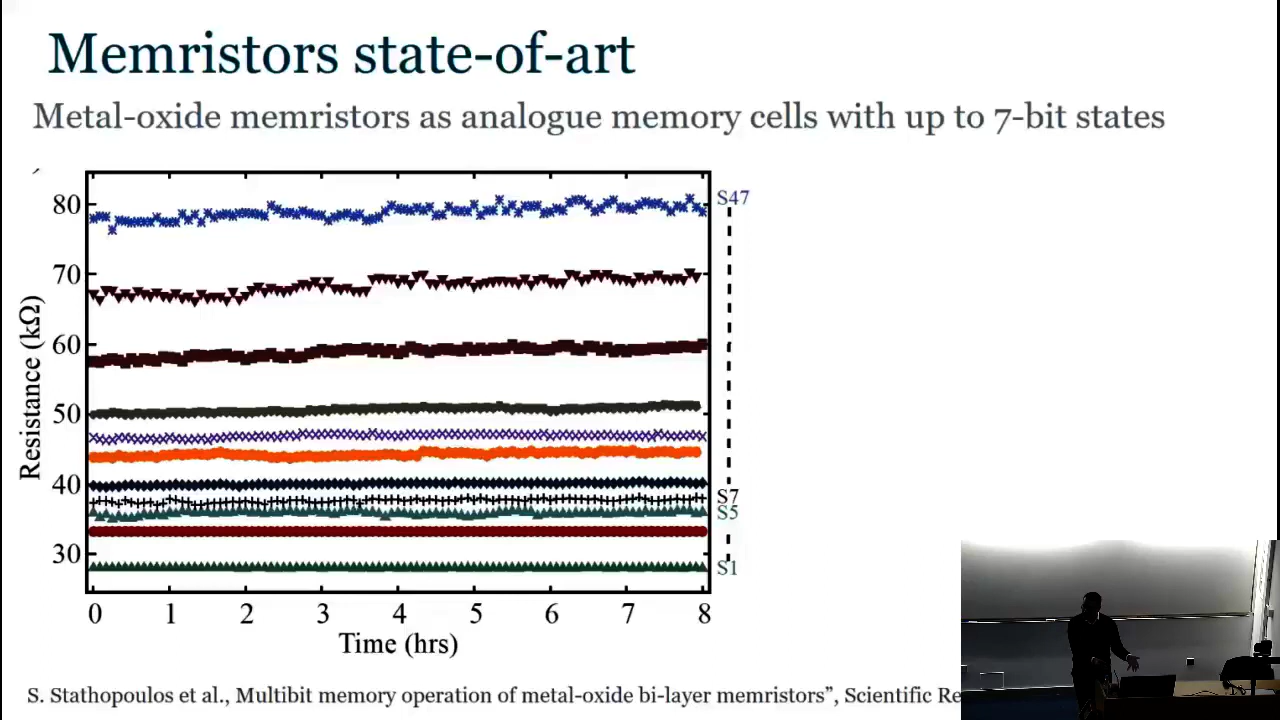 Memristors state-of-art
Metal-oxide memristors as analogue memory cells with up to 7-bit states
80
70
60
50
40
30
Resistance (kΩ)
S47
S7
S5
S1
0 1 2 3 4 5 6 7 8
Time (hrs)
S. Stathopoulos et al., Multibit memory operation of metal-oxide bi-layer memristors”, Scientific Re